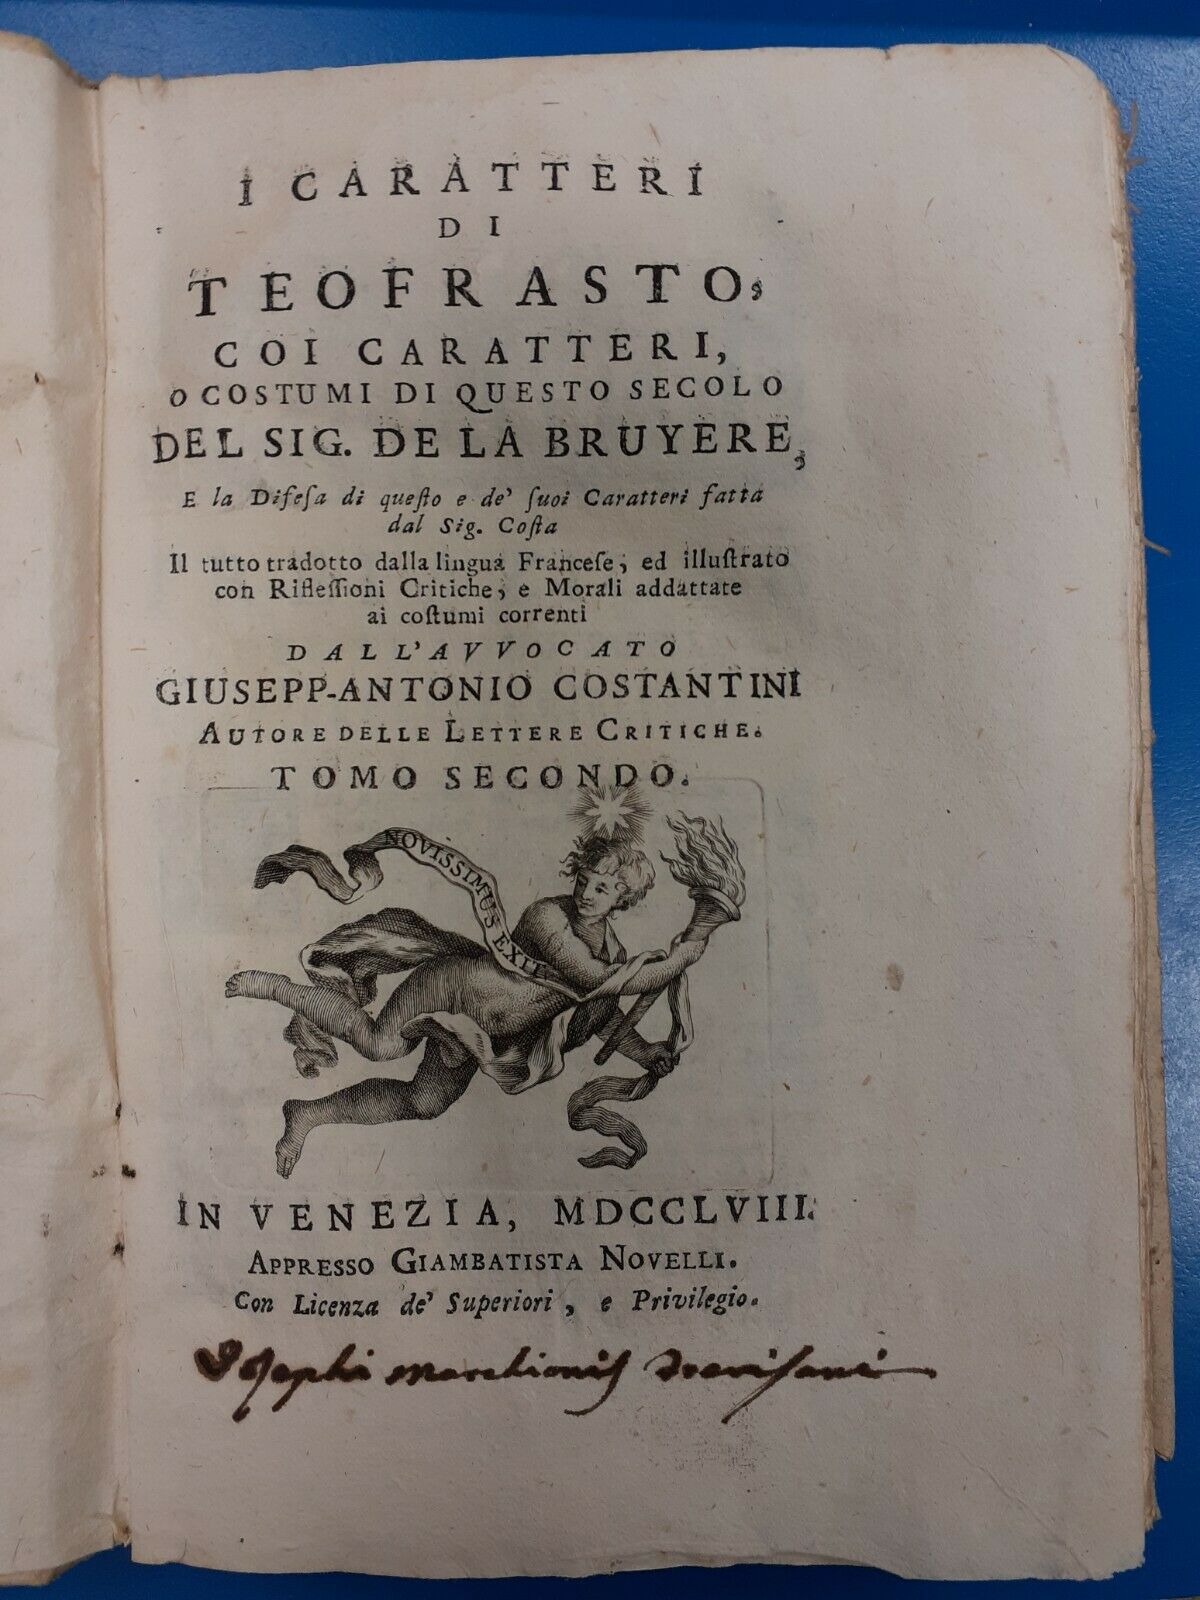 I CARATTERI
DI
TEOFRASTO,
COI CARATTERI,
O COSTUMI DI QUESTO SECOLO
DEL SIG. DE LA BRUYERE,
E la Difeſa di queſto e de' ſuoi Caratteri fatta
dal Sig. Coſta
Il tutto tradotto dalla lingua Franceſe, ed illuſtrato
con Rifleſſioni Critiche, e Morali addattate
ai coſtumi correnti
DALL'AVVOCATO
GIUSEPP-ANTONIO COSTANTINI
AUTORE DELLE LETTERE CRITICHE.
TOMO SECONDO.
NOVISSIMUS EXIT
IN VENEZIA, MDCCLVIII.
APPRESSO GIAMBATISTA NOVELLI.
Con Licenza de' Superiori, e Privilegio.
Josephi Marchionis Trevisani